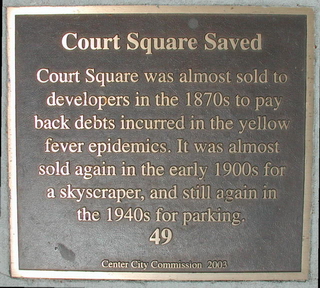 Court Square Saved
Court Square was almost sold to
developers in the 1870s to pay
back debts incurred in the yellow
fever epidemics. It was almost
sold again in the early 1900s for
a skyscraper, and still again in
the 1940s for parking.
49
Center City Commission 2003